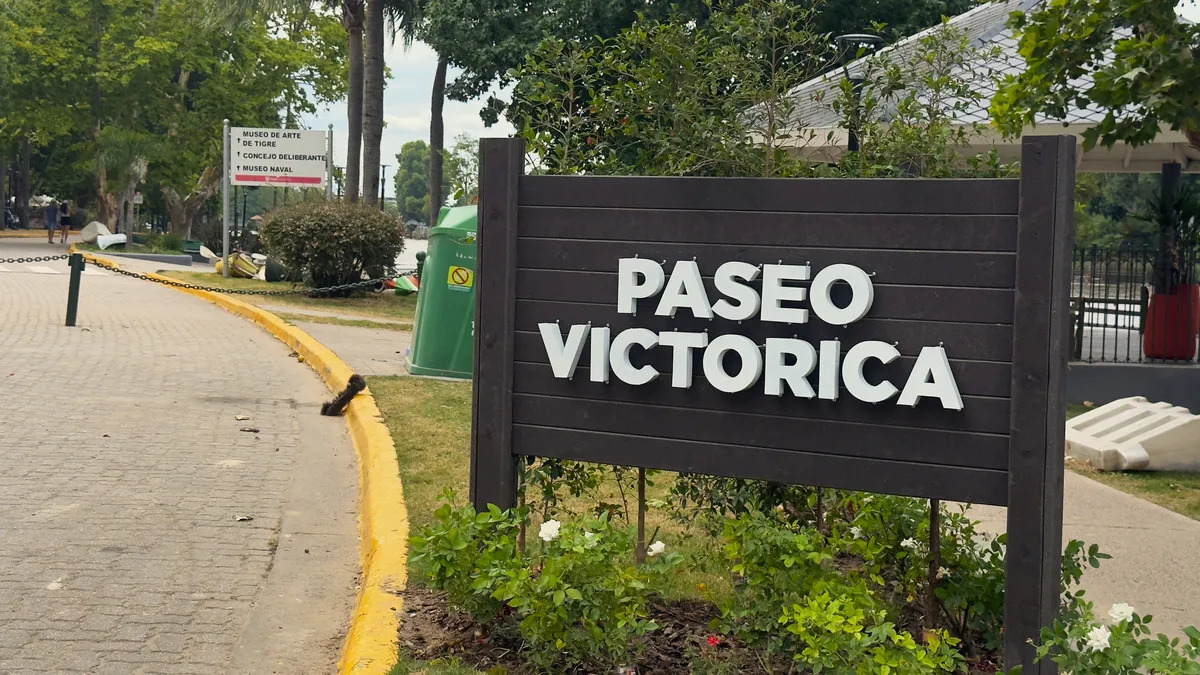 MUSEO DE ARTE
DE TIGRE
CONCEJO DELIBERANTE
MUSEO NAVAL
PASEO
VICTORICA